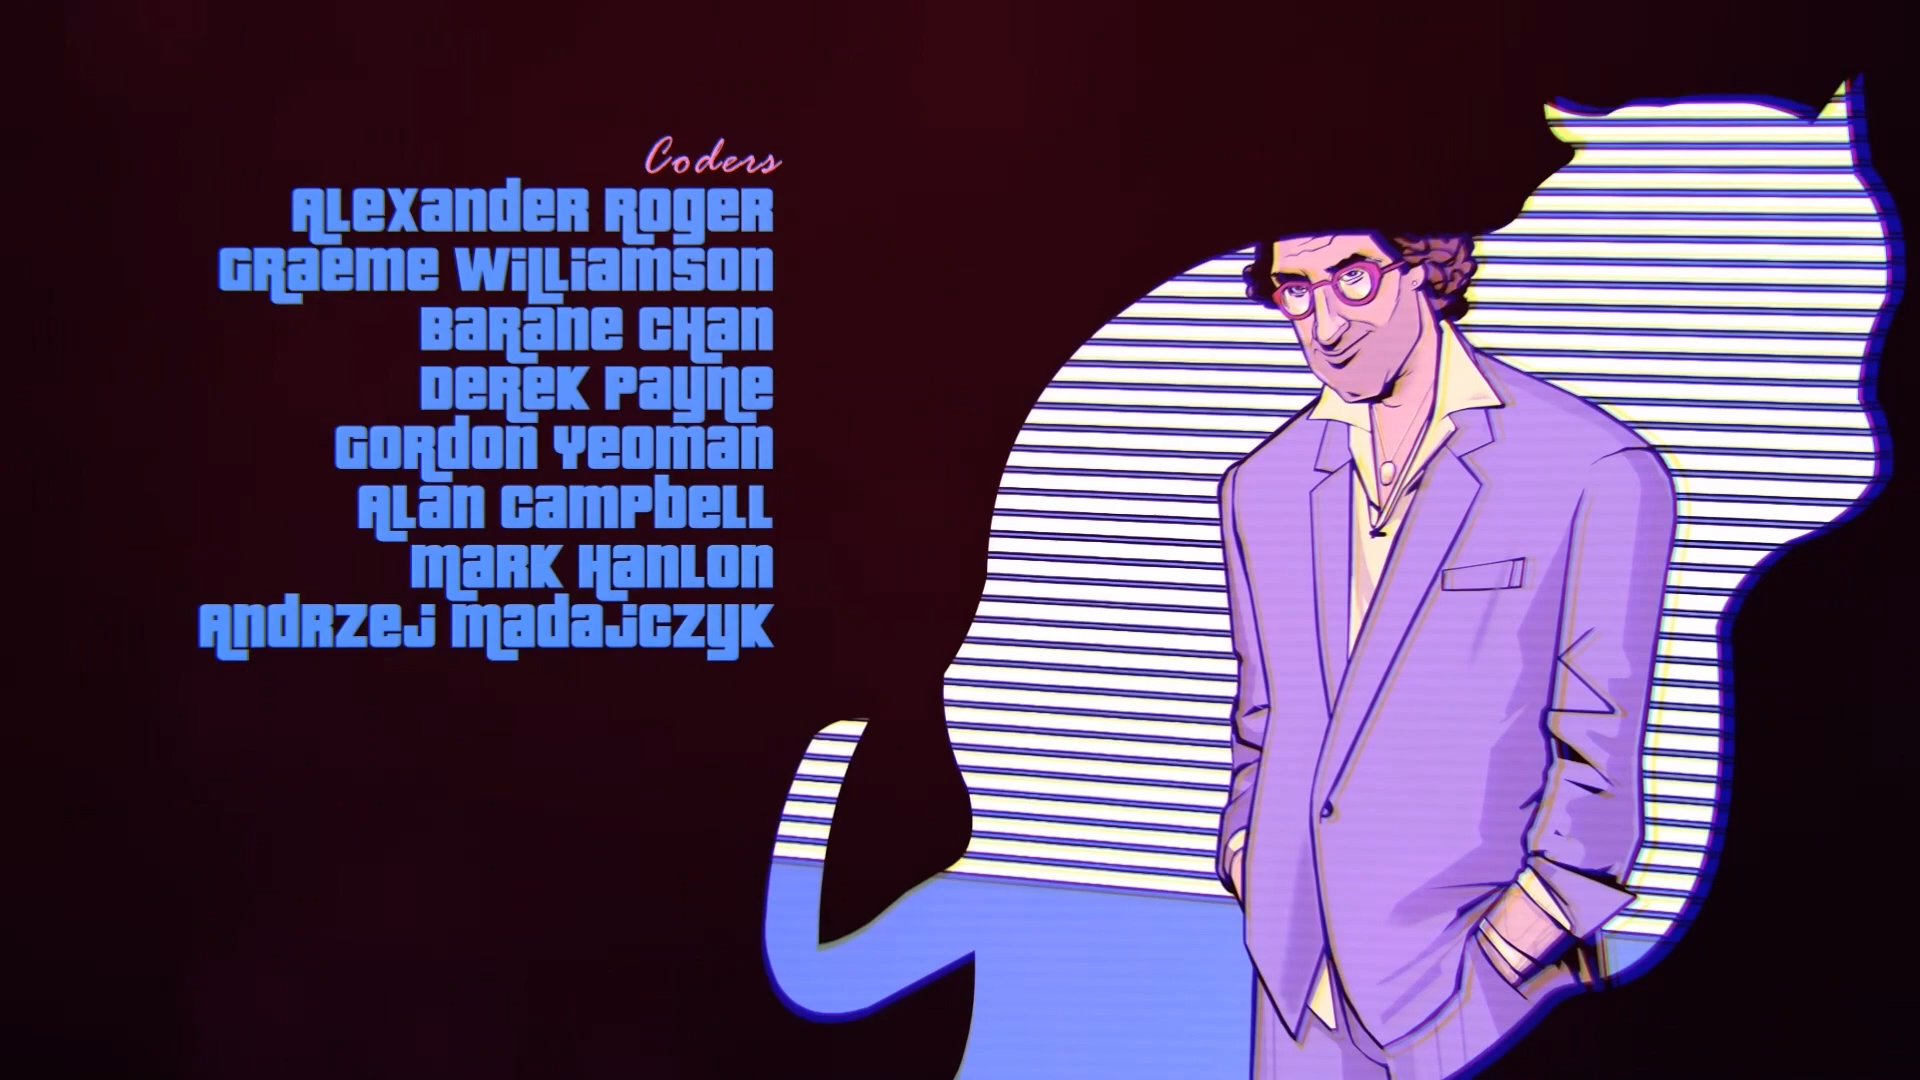 Coders
Alexander Roger
Graeme Williamson
Barane Chan
Derek Payne
Gordon Yeoman
Alan Campbell
Mark Hanlon
Andrzej Madajczyk